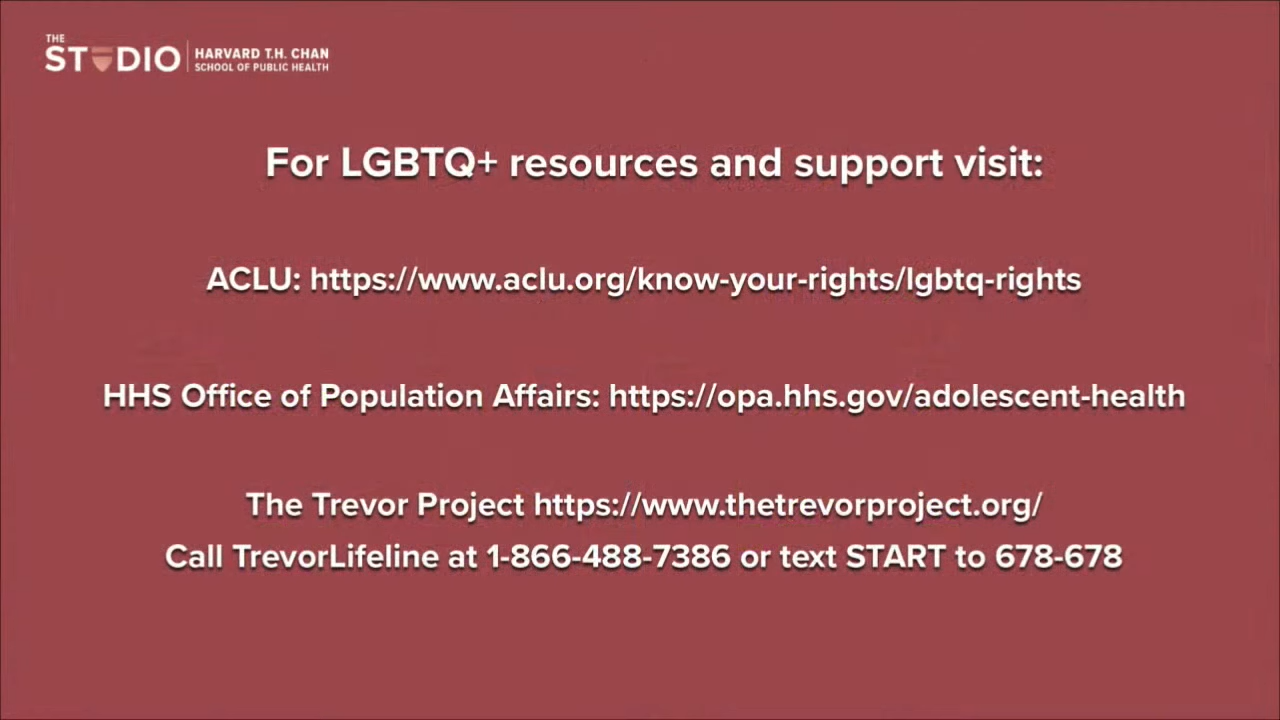 THE
STUDIO
HARVARD T.H. CHAN
SCHOOL OF PUBLIC HEALTH
For LGBTQ+ resources and support visit:
ACLU: https://www.aclu.org/know-your-rights/lgbtq-rights
HHS Office of Population Affairs: https://opa.hhs.gov/adolescent-health
The Trevor Project https://www.thetrevorproject.org/
Call TrevorLifeline at 1-866-488-7386 or text START to 678-678